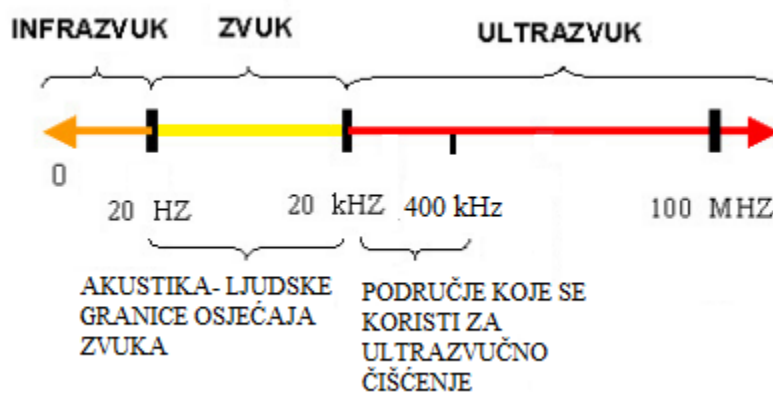 INFRAZVUK ZVUK ULTRAZVUK
0
20 HZ 20 kHZ 400 kHz 100 MHZ
AKUSTIKA- LJUDSKE
GRANICE OSJEĆAJA
ZVUKA
PODRUČJE KOJE SE
KORISTI ZA
ULTRAZVUČNO
ČIŠĆENJE